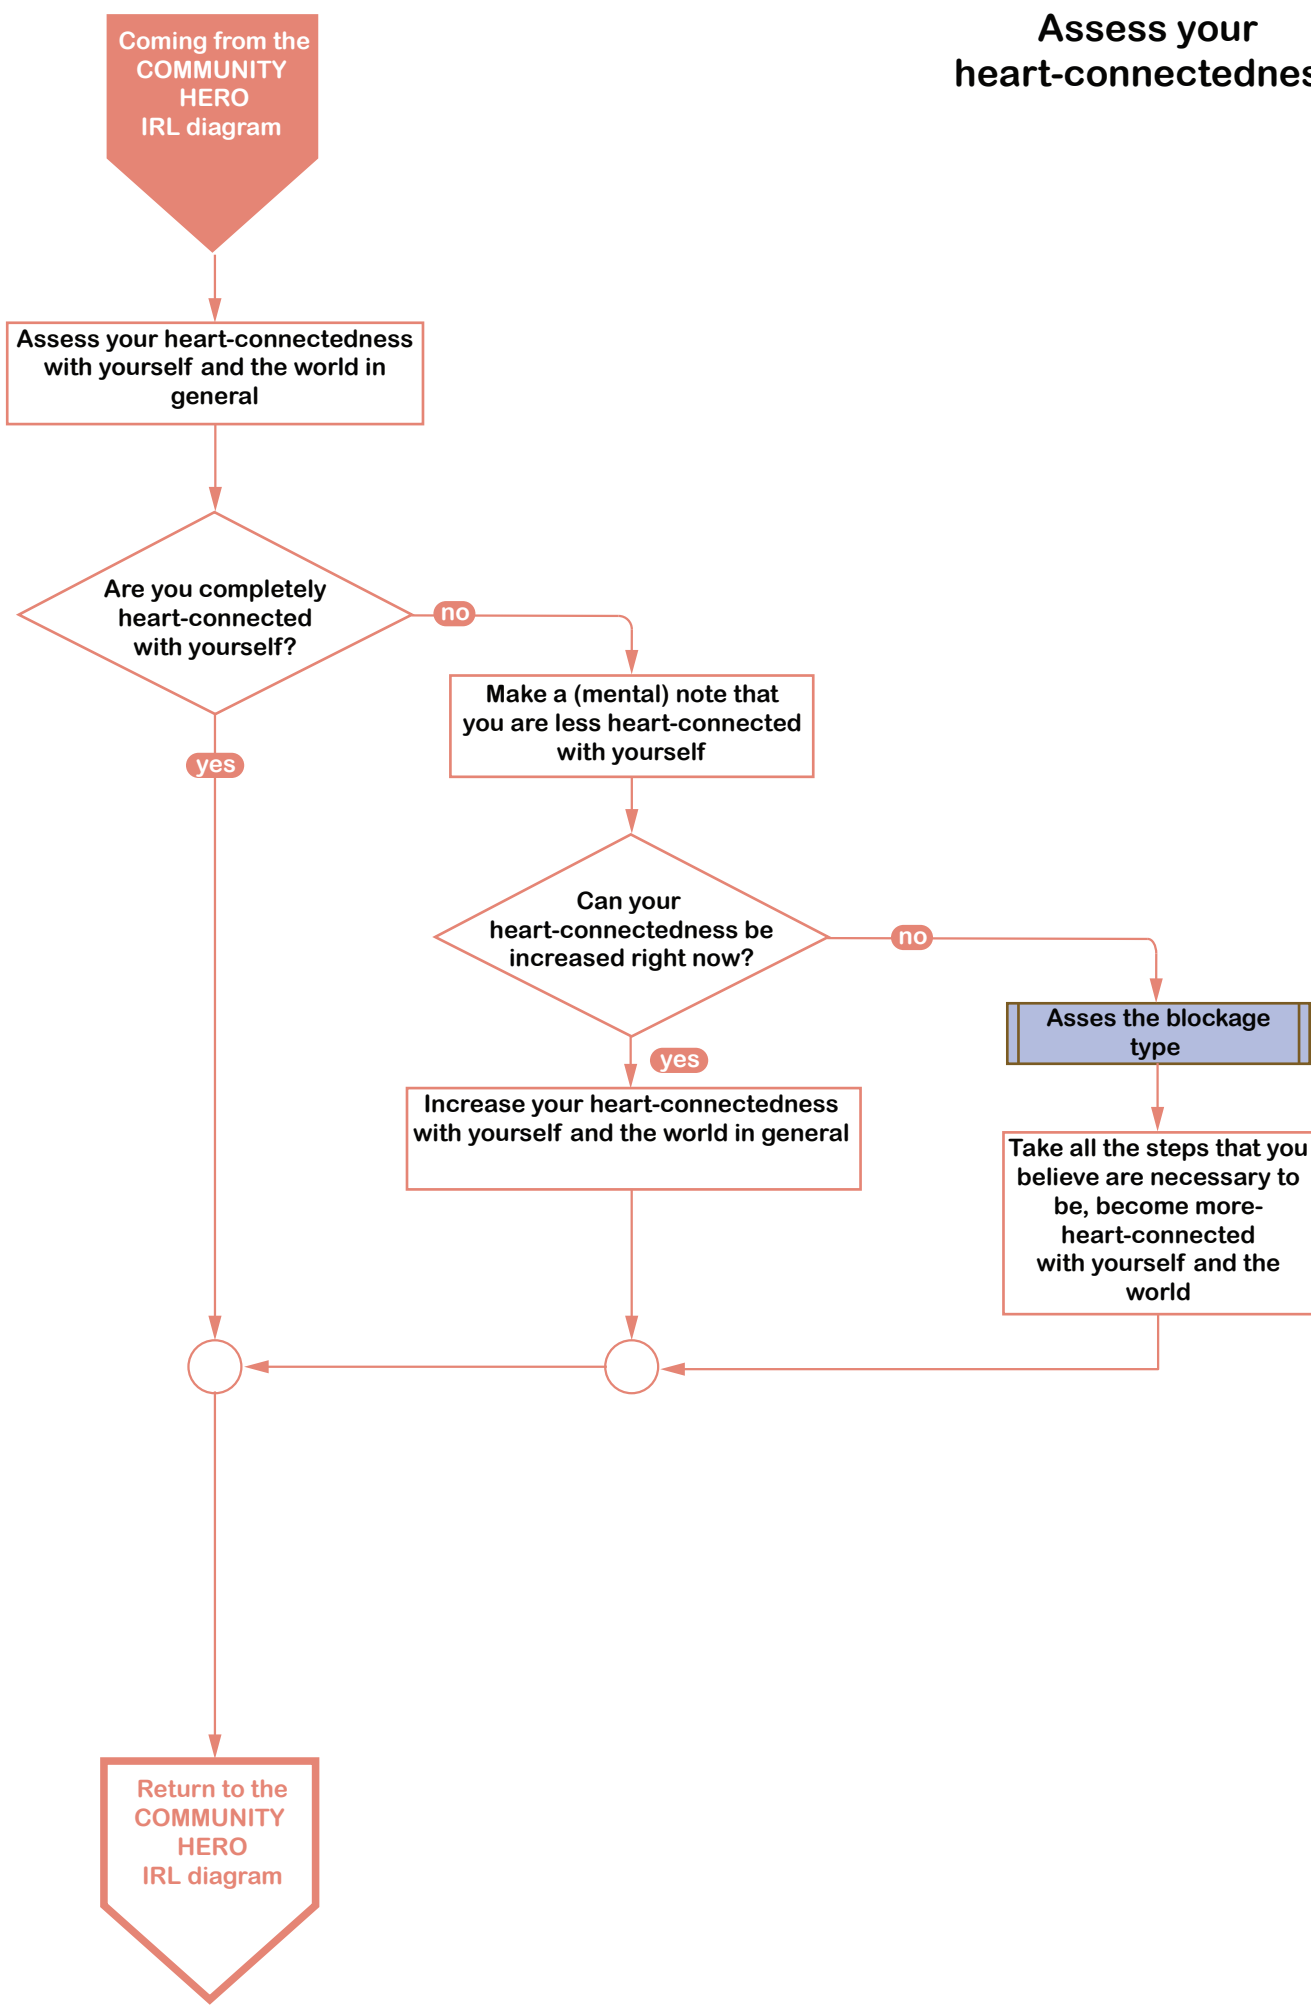 Assess your
heart-connectednes
Coming from the
COMMUNITY
HERO
IRL diagram
Assess your heart-connectedness
with yourself and the world in
general
Are you completely
heart-connected
with yourself?
no
yes
Make a (mental) note that
you are less heart-connected
with yourself
Can your
heart-connectedness be
increased right now?
no
yes
Asses the blockage
type
Increase your heart-connectedness
with yourself and the world in general
Take all the steps that you
believe are necessary to
be, become more-
heart-connected
with yourself and the
world
Return to the
COMMUNITY
HERO
IRL diagram